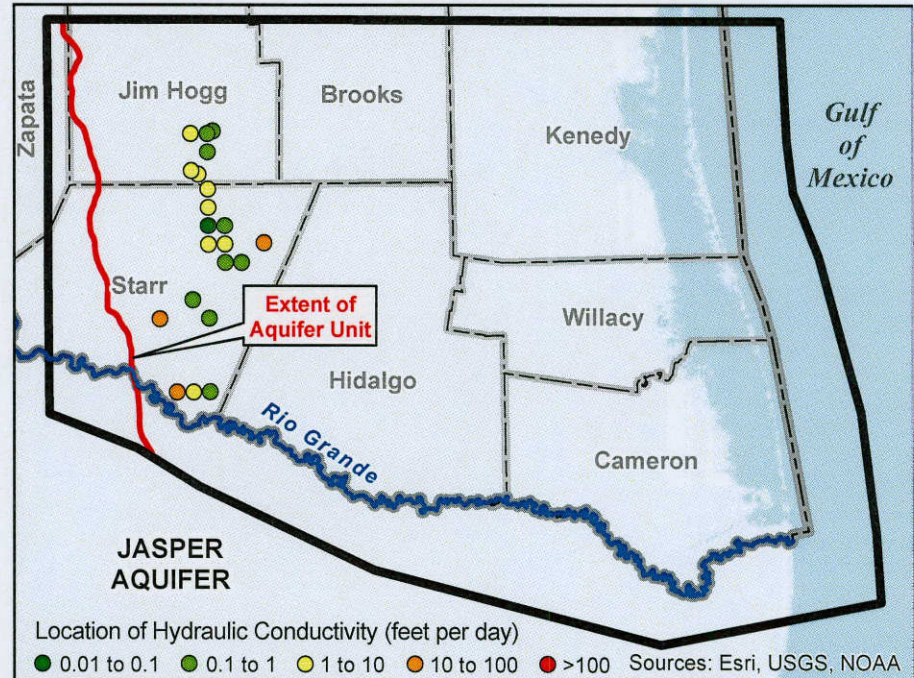 Zapata
Jim Hogg
Brooks
Kenedy
Gulf
of
Mexico
Starr
Extent of
Aquifer Unit
Willacy
Hidalgo
Rio Grande
Cameron
JASPER
AQUIFER
Location of Hydraulic Conductivity (feet per day)
0.01 to 0.1 0.1 to 1 1 to 10 10 to 100 >100 Sources: Esri, USGS, NOAA